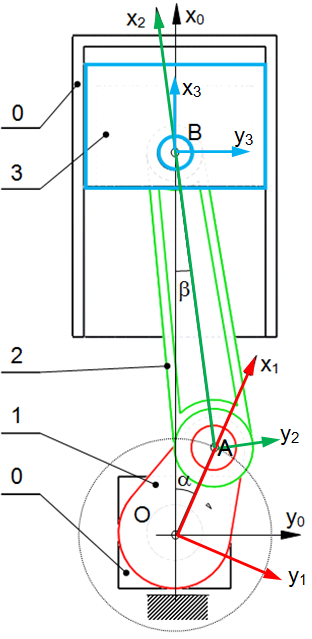 x₂ x₀
0
x₃
B
y₃
3
β
2
x₁
1
A
y₂
α
0
O
y₀
y₁